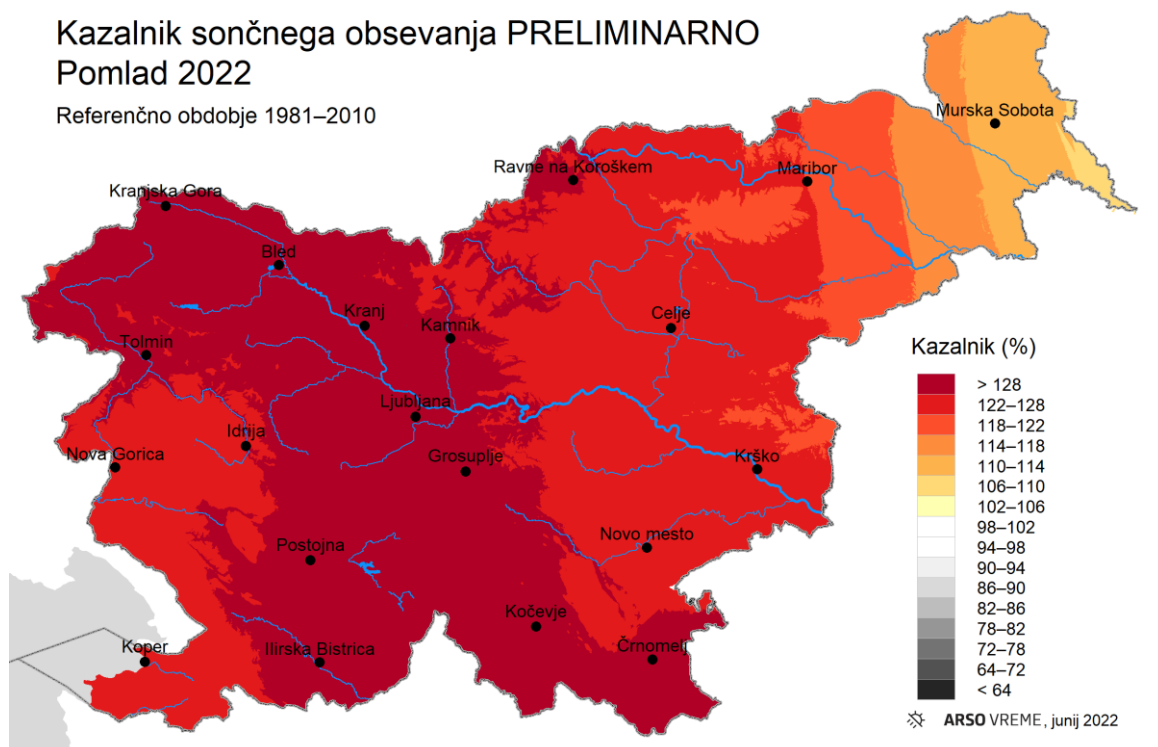 Kazalnik sončnega obsevanja PRELIMINARNO
Pomlad 2022
Referenčno obdobje 1981–2010
Murska Sobota
Ravne na Koroškem
Maribor
Kranjska Gora
Bled
Kranj
Kamnik
Celje
Tolmin
Ljubljana
Idrija
Nova Gorica
Grosuplje
Krško
Postojna
Novo mesto
Kočevje
Koper
Ilirska Bistrica
Črnomelj
Kazalnik (%)
> 128
122–128
118–122
114–118
110–114
106–110
102–106
98–102
94–98
90–94
86–90
82–86
78–82
72–78
64–72
< 64
ARSO VREME, junij 2022